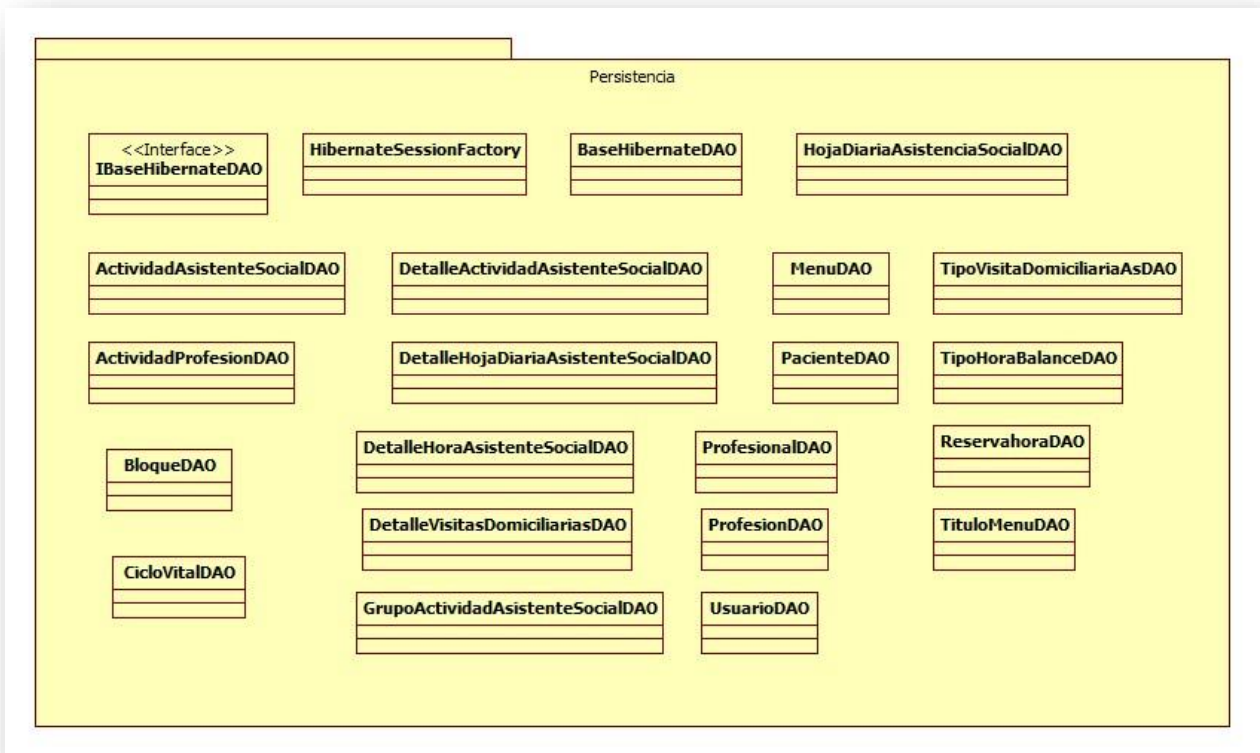 Persistencia
<<Interface>>
IBaseHibernateDAO
HibernateSessionFactory
BaseHibernateDAO
HojaDiariaAsistenciaSocialDAO
ActividadAsistenteSocialDAO
DetalleActividadAsistenteSocialDAO
MenuDAO
TipoVisitaDomiciliariaAsDAO
ActividadProfesionDAO
DetalleHojaDiariaAsistenteSocialDAO
PacienteDAO
TipoHoraBalanceDAO
BloqueDAO
DetalleHoraAsistenteSocialDAO
ProfesionalDAO
ReservahoraDAO
DetalleVisitasDomiciliariasDAO
ProfesionDAO
TituloMenuDAO
CicloVitalDAO
GrupoActividadAsistenteSocialDAO
UsuarioDAO